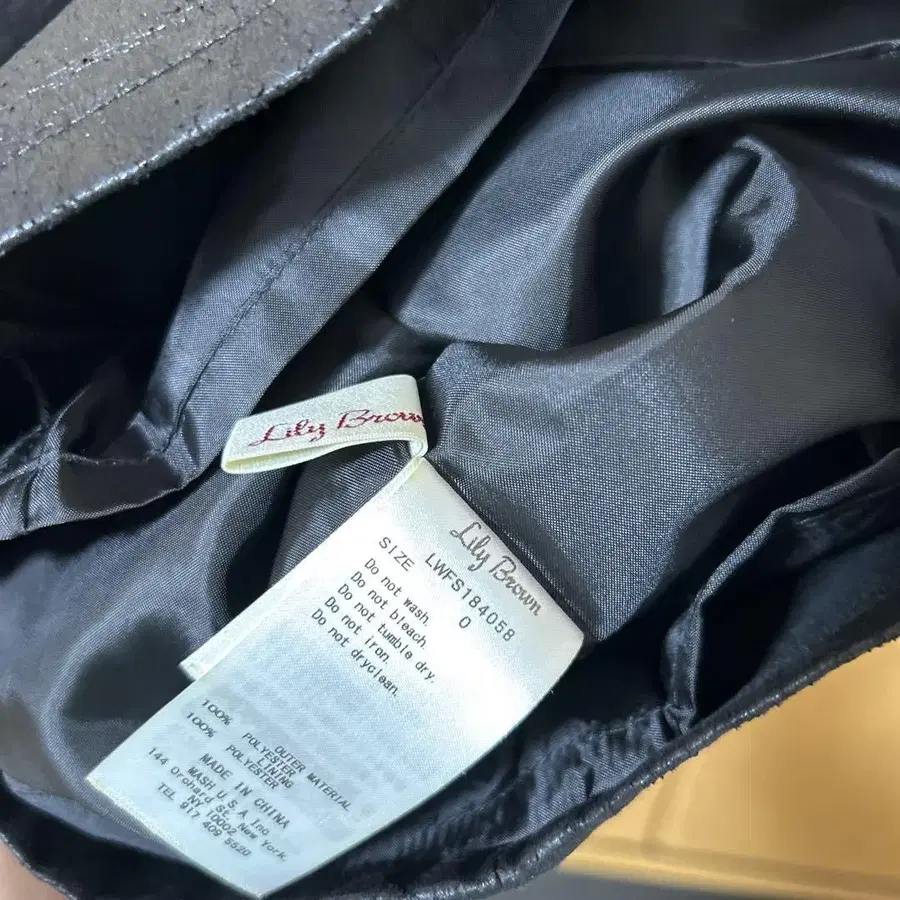 Lily Brown
Lily Brown
LWFS184058
SIZE 0
Do not wash.
Do not bleach.
Do not tumble dry.
Do not iron.
Do not dryclean.
OUTER MATERIAL
100% POLYESTER
LINING
100% POLYESTER
MADE IN CHINA
MASH U.S.A Inc.
144 Orchard St., New York,
NY 10002
TEL 917 409 5520